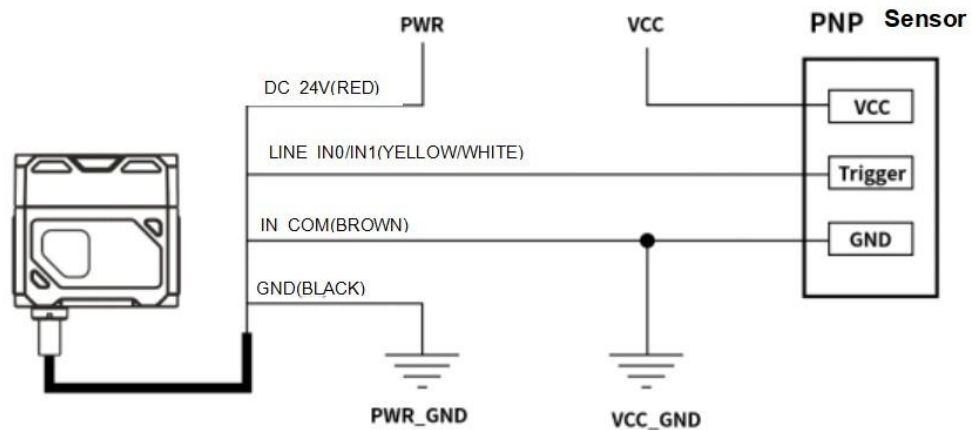 PWR
VCC
PNP Sensor
DC 24V(RED)
VCC
LINE IN0/IN1(YELLOW/WHITE)
Trigger
IN COM(BROWN)
GND
GND(BLACK)
PWR_GND
VCC_GND